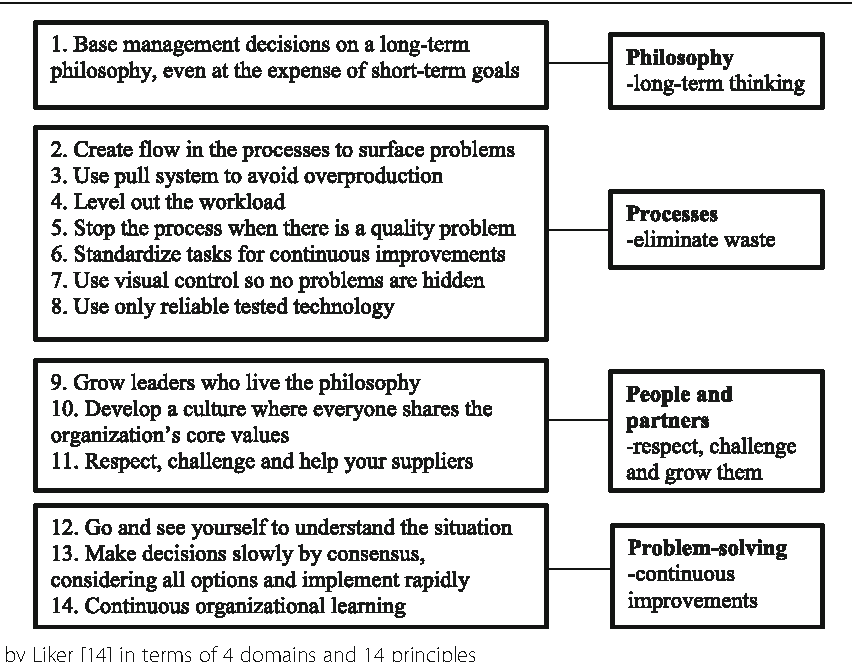 1. Base management decisions on a long-term
philosophy, even at the expense of short-term goals
Philosophy
-long-term thinking
2. Create flow in the processes to surface problems
3. Use pull system to avoid overproduction
4. Level out the workload
5. Stop the process when there is a quality problem
6. Standardize tasks for continuous improvements
7. Use visual control so no problems are hidden
8. Use only reliable tested technology
Processes
-eliminate waste
9. Grow leaders who live the philosophy
10. Develop a culture where everyone shares the
organization's core values
11. Respect, challenge and help your suppliers
People and
partners
-respect, challenge
and grow them
12. Go and see yourself to understand the situation
13. Make decisions slowly by consensus,
considering all options and implement rapidly
14. Continuous organizational learning
Problem-solving
-continuous
improvements
by Liker [14] in terms of 4 domains and 14 principles